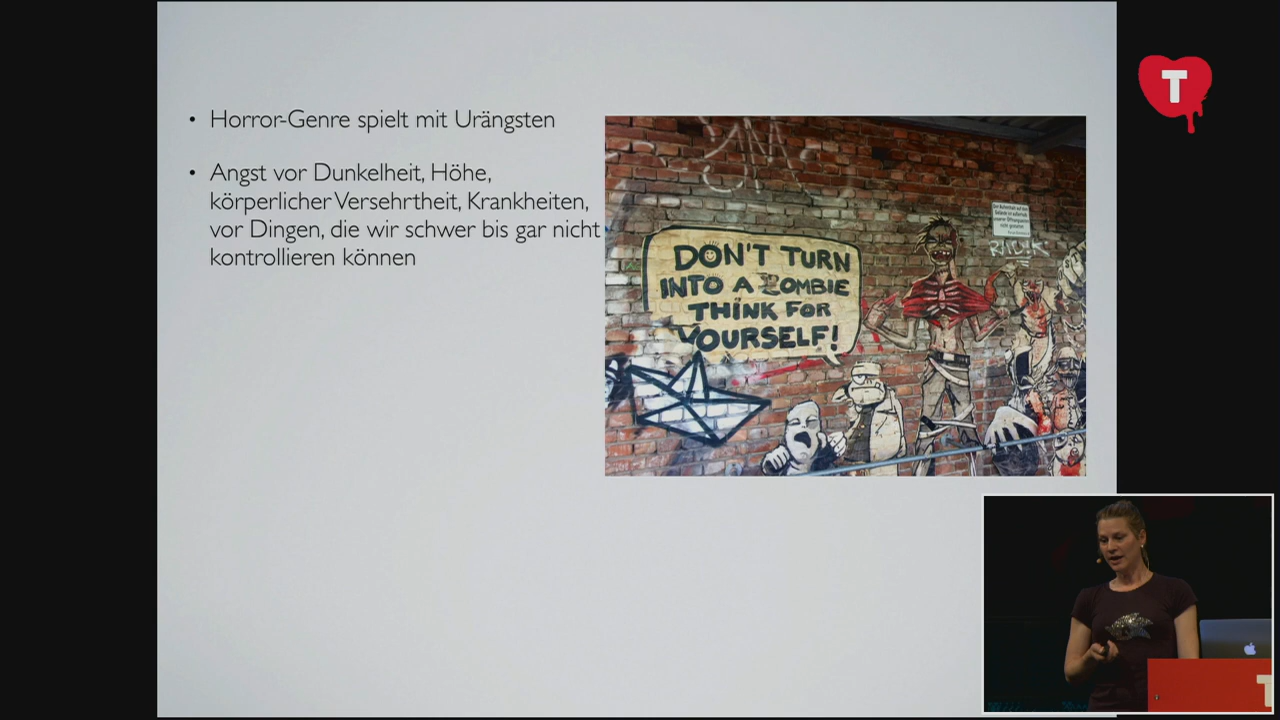 • Horror-Genre spielt mit Urängsten
• Angst vor Dunkelheit, Höhe,
körperlicher Versehrtheit, Krankheiten,
vor Dingen, die wir schwer bis gar nicht
kontrollieren können
DON'T TURN
INTO A ZOMBIE
THINK FOR
YOURSELF!
T
T